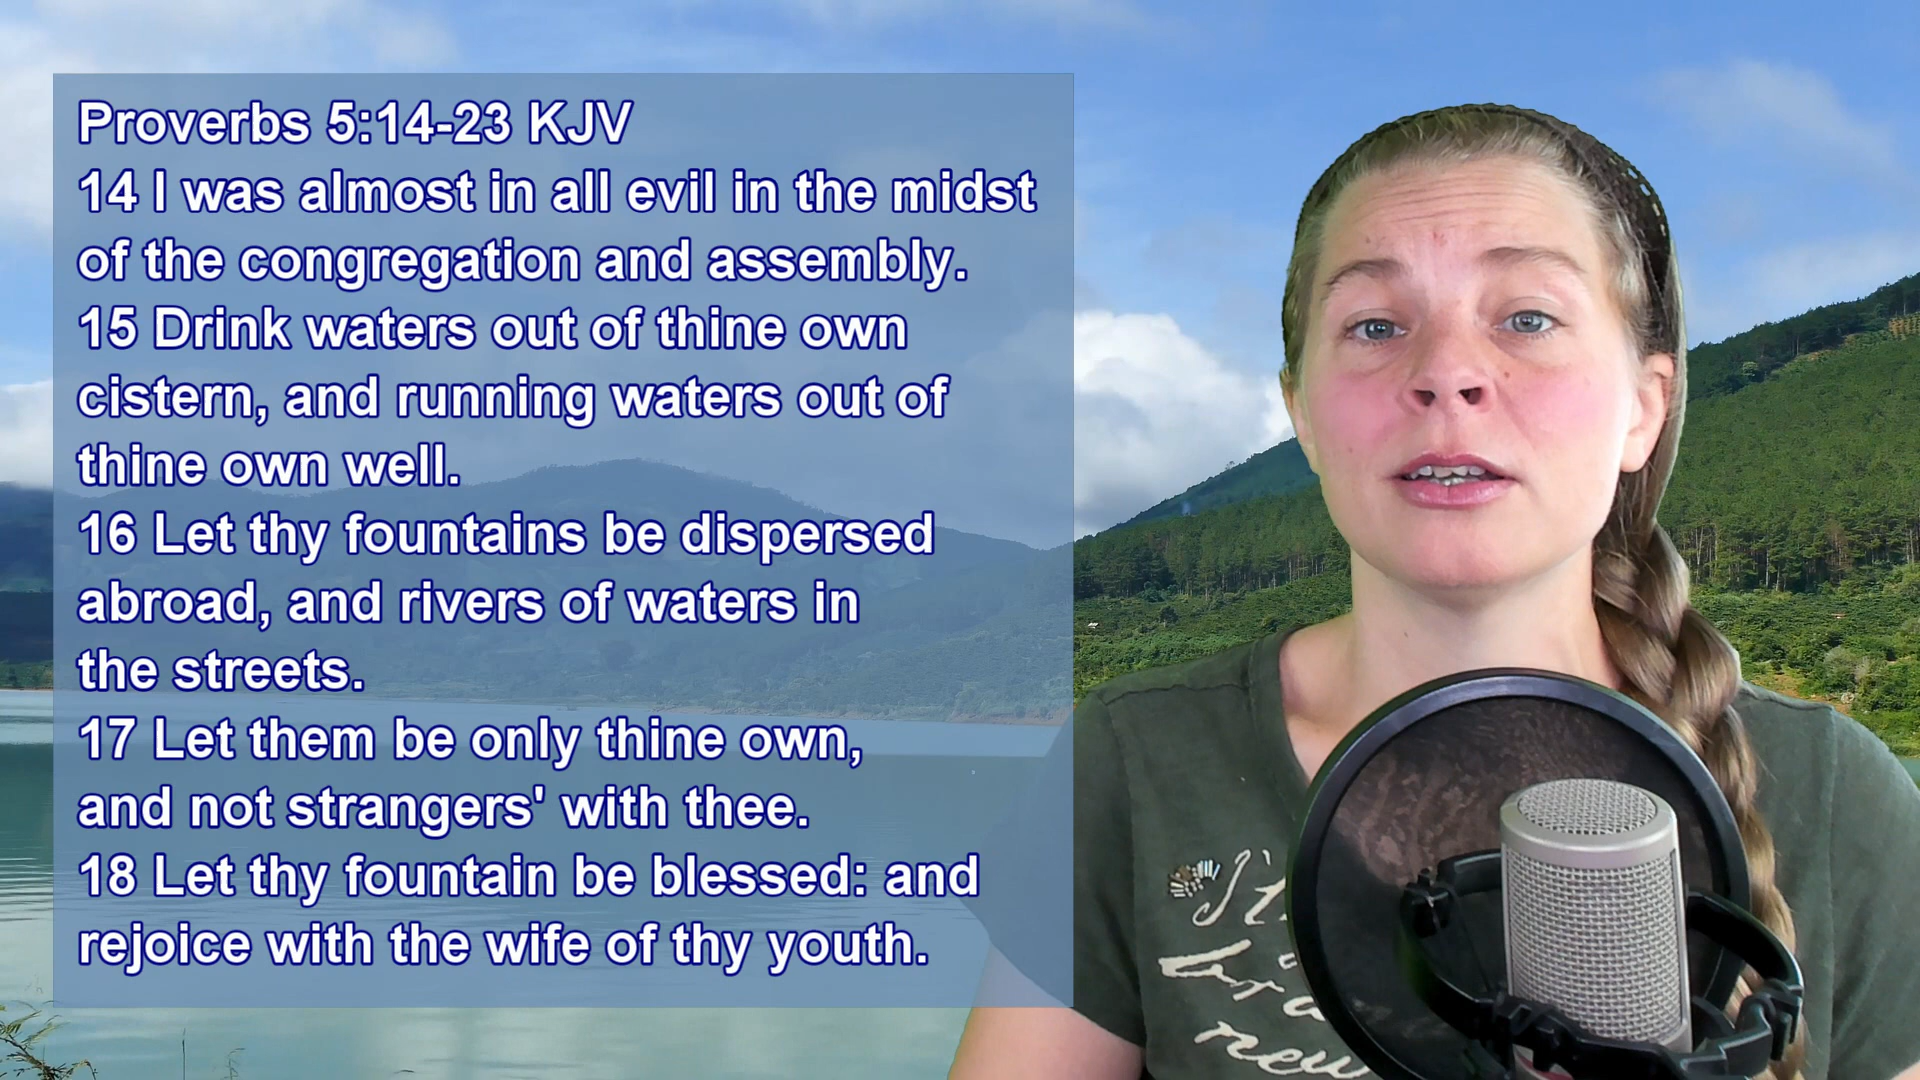 Proverbs 5:14-23 KJV
14 I was almost in all evil in the midst
of the congregation and assembly.
15 Drink waters out of thine own
cistern, and running waters out of
thine own well.
16 Let thy fountains be dispersed
abroad, and rivers of waters in
the streets.
17 Let them be only thine own,
and not strangers' with thee.
18 Let thy fountain be blessed: and
rejoice with the wife of thy youth.
new